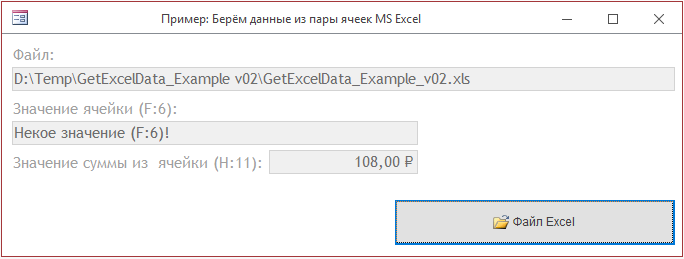 Пример: Берём данные из пары ячеек MS Excel
Файл:
D:\Temp\GetExcelData_Example v02\GetExcelData_Example_v02.xls
Значение ячейки (F:6):
Некое значение (F:6)!
Значение суммы из  ячейки (H:11): 108,00 ₽
Файл Excel